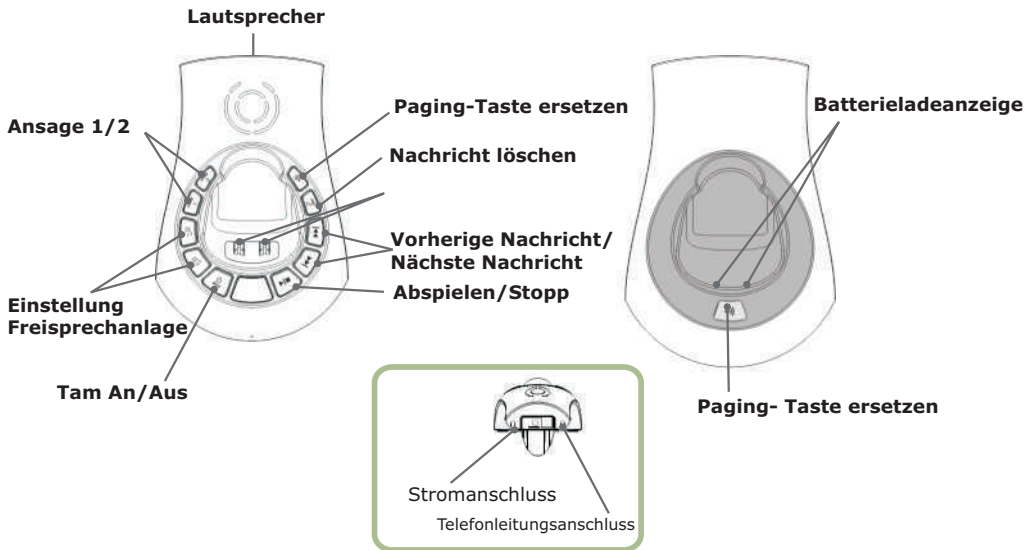 Lautsprecher
Ansage 1/2
Paging-Taste ersetzen
Nachricht löschen
Vorherige Nachricht/
Nächste Nachricht
Abspielen/Stopp
Einstellung
Freisprechanlage
Tam An/Aus
Batterieladeanzeige
Paging- Taste ersetzen
Stromanschluss
Telefonleitungsanschluss